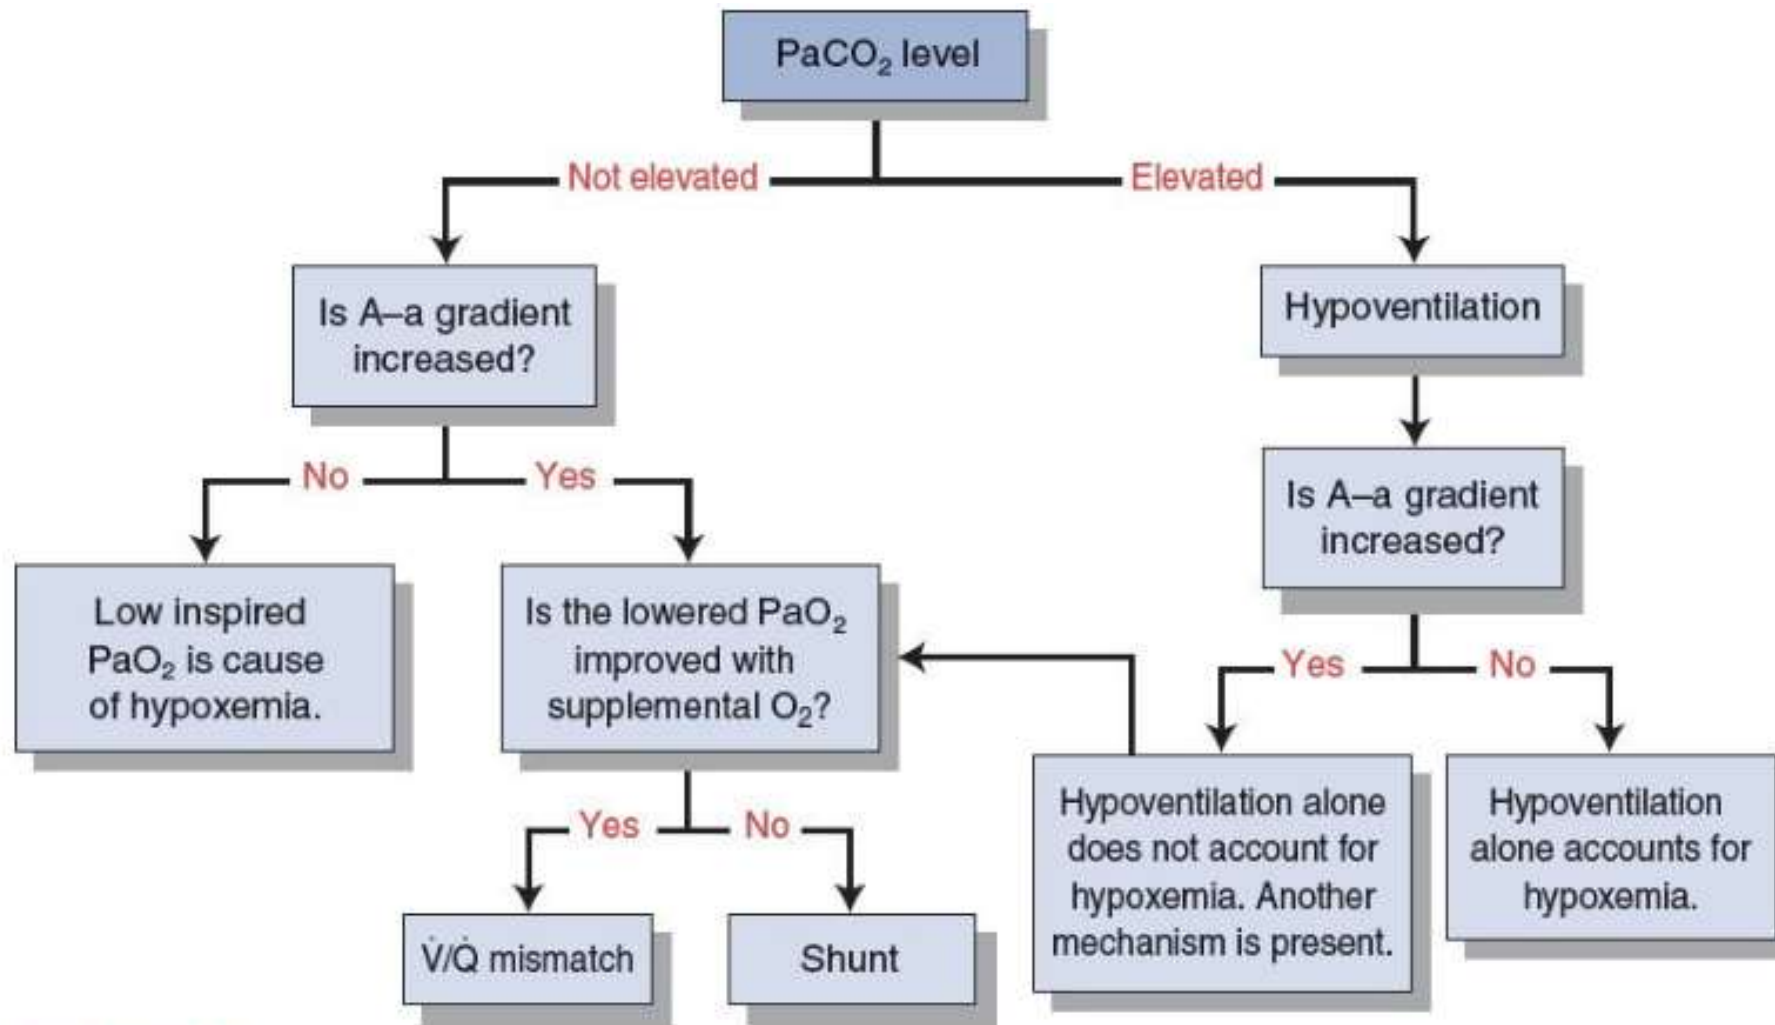 PaCO₂ level
Not elevated
Elevated
Is A–a gradient
increased?
Hypoventilation
No
Yes
Is A–a gradient
increased?
Low inspired
PaO₂ is cause
of hypoxemia.
Is the lowered PaO₂
improved with
supplemental O₂?
Yes
No
Yes
No
Hypoventilation alone
does not account for
hypoxemia. Another
mechanism is present.
Hypoventilation
alone accounts for
hypoxemia.
V̇/Q̇ mismatch
Shunt